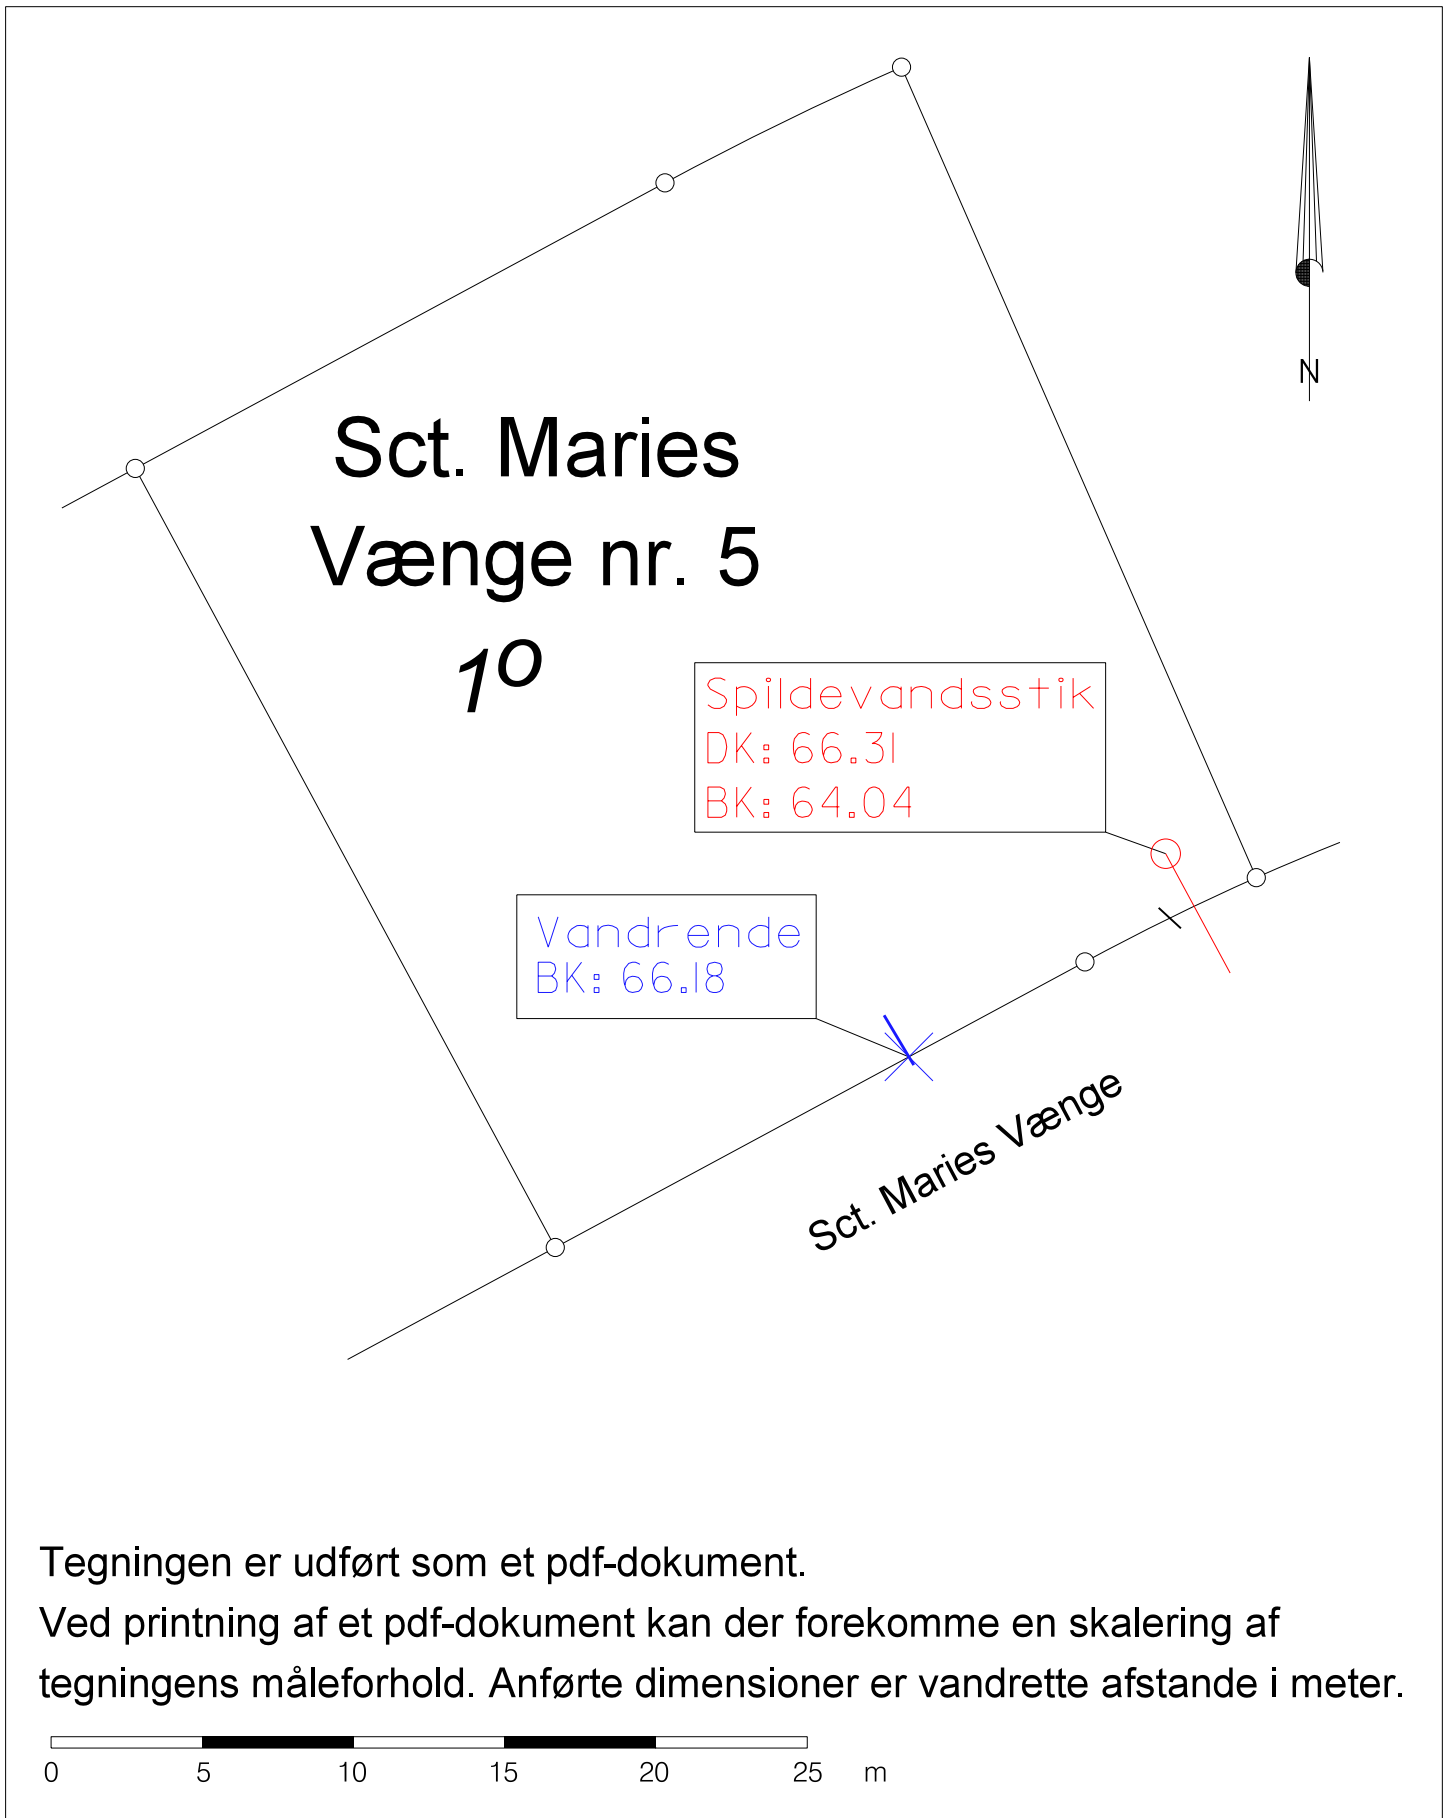 N
Sct. Maries
Vænge nr. 5
1o
Spildevandsstik
DK: 66.31
BK: 64.04
Vandrende
BK: 66.18
Sct. Maries Vænge
Tegningen er udført som et pdf-dokument.
Ved printning af et pdf-dokument kan der forekomme en skalering af
tegningens måleforhold. Anførte dimensioner er vandrette afstande i meter.
0 5 10 15 20 25 m